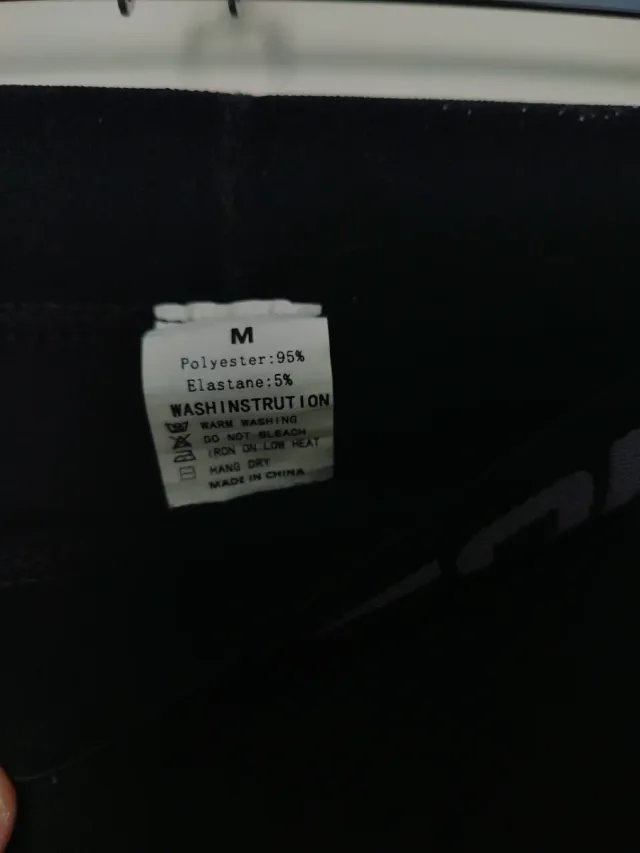 M
Polyester:95%
Elastane:5%
WASHINSTRUTION
WARM WASHING
DO NOT BLEACH
IRON ON LOW HEAT
HANG DRY
MADE IN CHINA